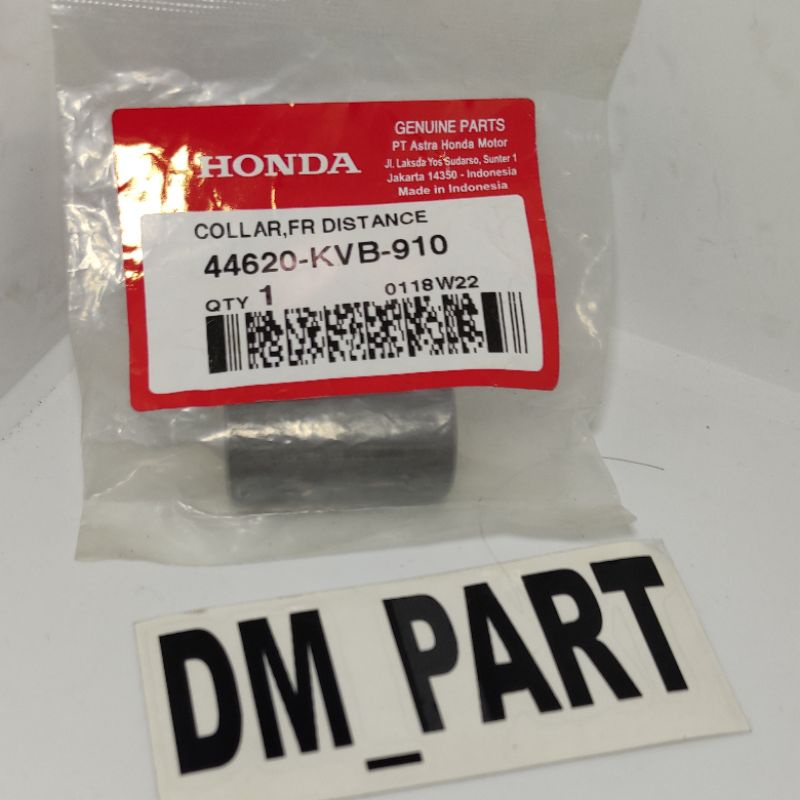 HONDA
GENUINE PARTS
PT Astra Honda Motor
Jl. Laksda Yos Sudarso, Sunter 1
Jakarta 14350 - Indonesia
Made in Indonesia
COLLAR,FR DISTANCE
44620-KVB-910
QTY 1 0118W22
DM_PART